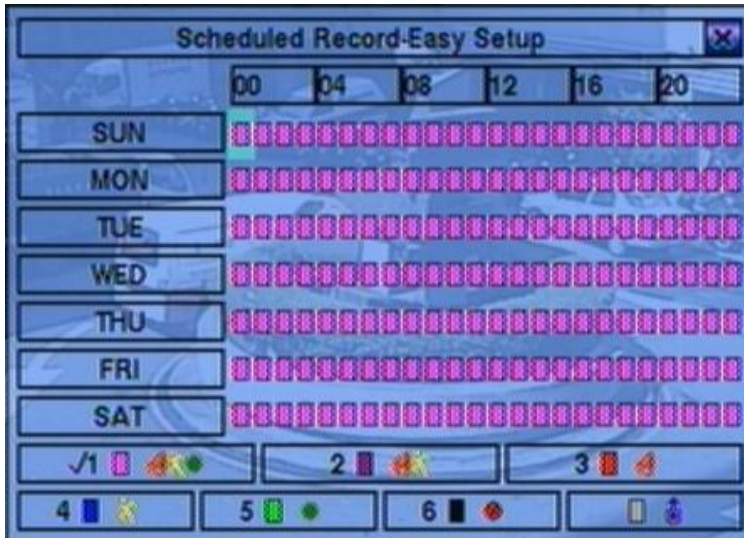 Scheduled Record-Easy Setup
00 04 08 12 16 20
SUN
MON
TUE
WED
THU
FRI
SAT
√1 2 3
4 5 6